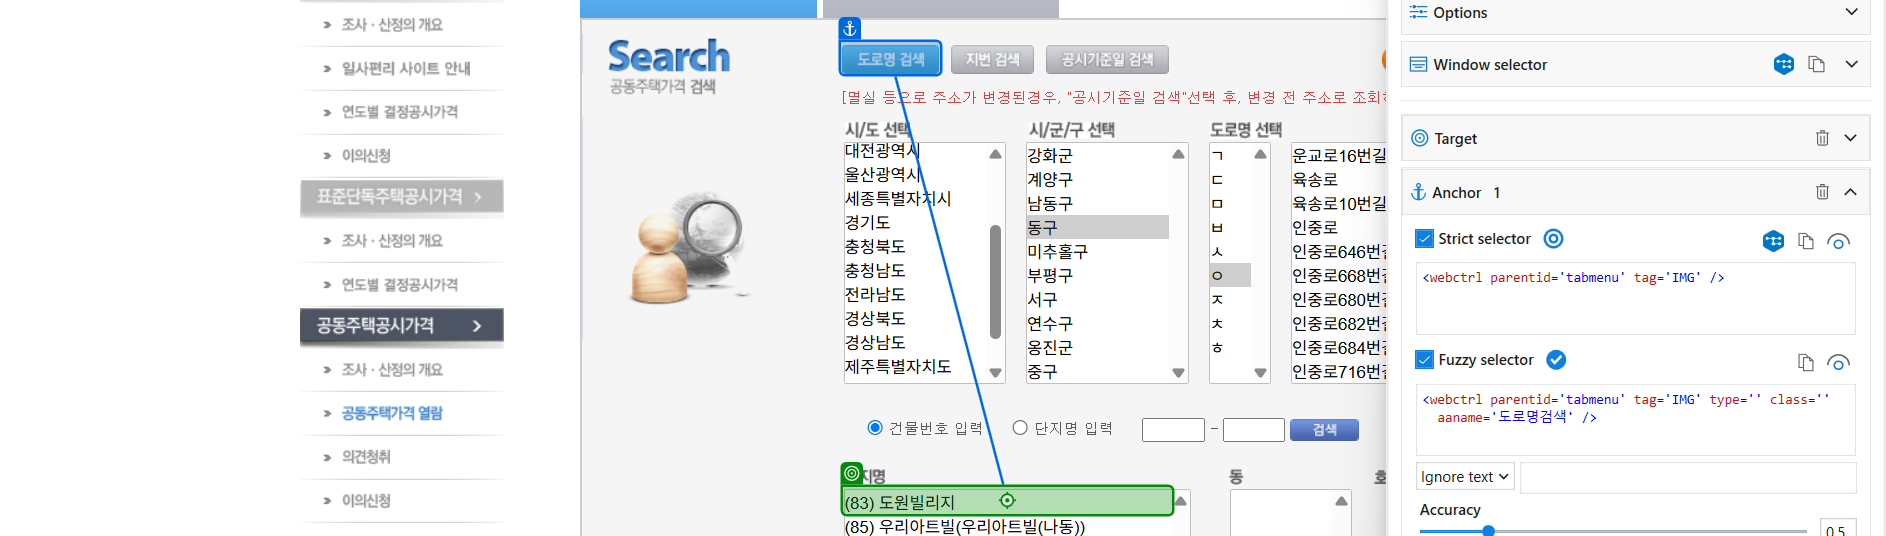 조사 · 산정의 개요
일사편리 사이트 안내
연도별 결정공시가격
이의신청
표준단독주택공시가격
조사 · 산정의 개요
연도별 결정공시가격
공동주택공시가격
조사 · 산정의 개요
공동주택가격 열람
의견청취
이의신청
Search
공동주택가격 검색
도로명 검색
지번 검색
공시기준일 검색
[멸실 등으로 주소가 변경된경우, "공시기준일 검색"선택 후, 변경 전 주소로 조회
시/도 선택
대전광역시
울산광역시
세종특별자치시
경기도
충청북도
충청남도
전라남도
경상북도
경상남도
제주특별자치도
시/군/구 선택
강화군
계양구
남동구
동구
미추홀구
부평구
서구
연수구
옹진군
중구
도로명 선택
ㄱ
ㄷ
ㅁ
ㅂ
ㅅ
ㅇ
ㅈ
ㅊ
ㅎ
운교로16번길
육송로
육송로10번길
인중로
인중로646번길
인중로668번길
인중로680번길
인중로682번길
인중로684번길
인중로716번길
건물번호 입력
단지명 입력
-
검색
지명
동
호
(83) 도원빌리지
(85) 우리아트빌(우리아트빌(나동))
Options
Window selector
Target
Anchor 1
Strict selector
<webctrl parentid='tabmenu' tag='IMG' />
Fuzzy selector
<webctrl parentid='tabmenu' tag='IMG' type='' class=''
aaname='도로명검색' />
Ignore text
Accuracy
0.5